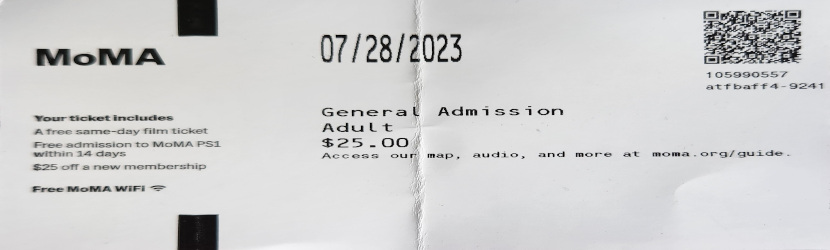 MoMA
07/28/2023
105990557
atfbaff4-9241
General Admission
Adult
$25.00
Access our map, audio, and more at moma.org/guide.
Your ticket includes
A free same-day film ticket
Free admission to MoMA PS1
within 14 days
$25 off a new membership
Free MoMA WiFi